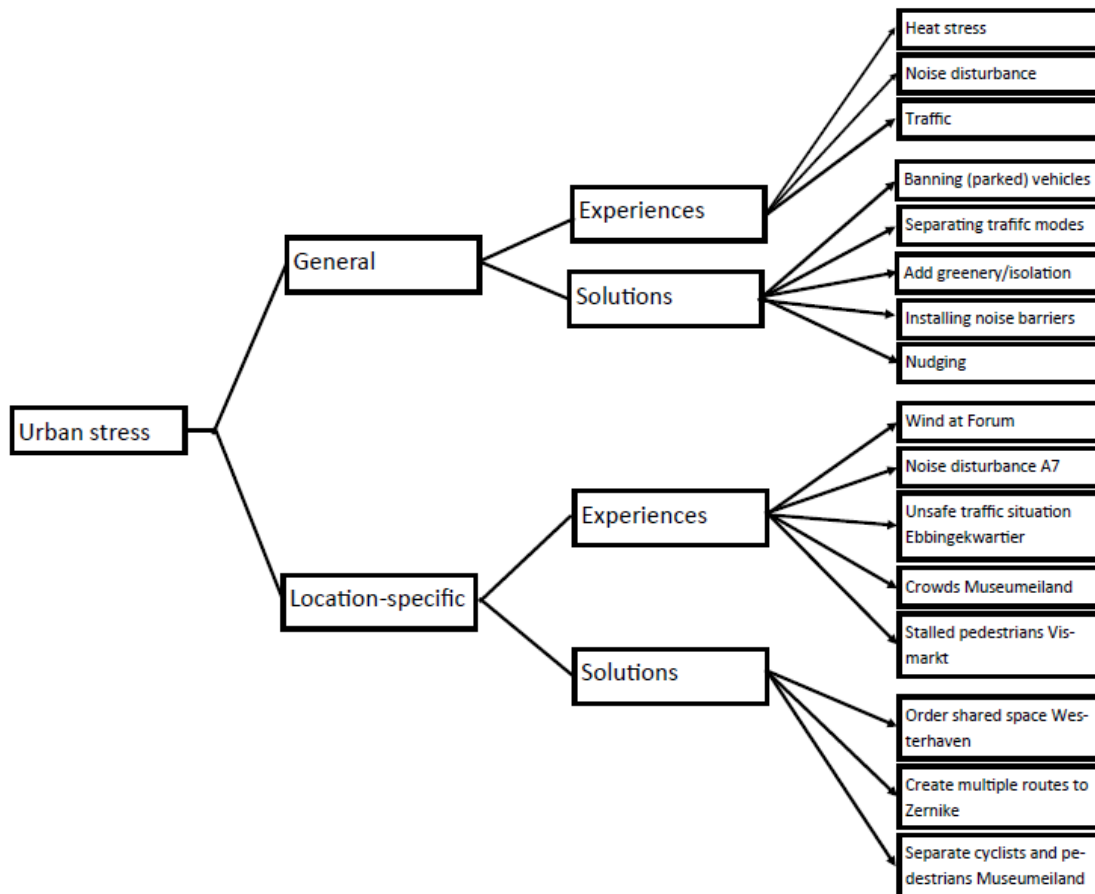 Heat stress
Noise disturbance
Traffic
Banning (parked) vehicles
Experiences
Separating trafifc modes
General
Add greenery/isolation
Solutions
Installing noise barriers
Nudging
Urban stress
Wind at Forum
Noise disturbance A7
Experiences
Unsafe traffic situation
Ebbingekwartier
Location-specific
Crowds Museumeiland
Stalled pedestrians Vis-
markt
Solutions
Order shared space Wes-
terhaven
Create multiple routes to
Zernike
Separate cyclists and pe-
destrians Museumeiland